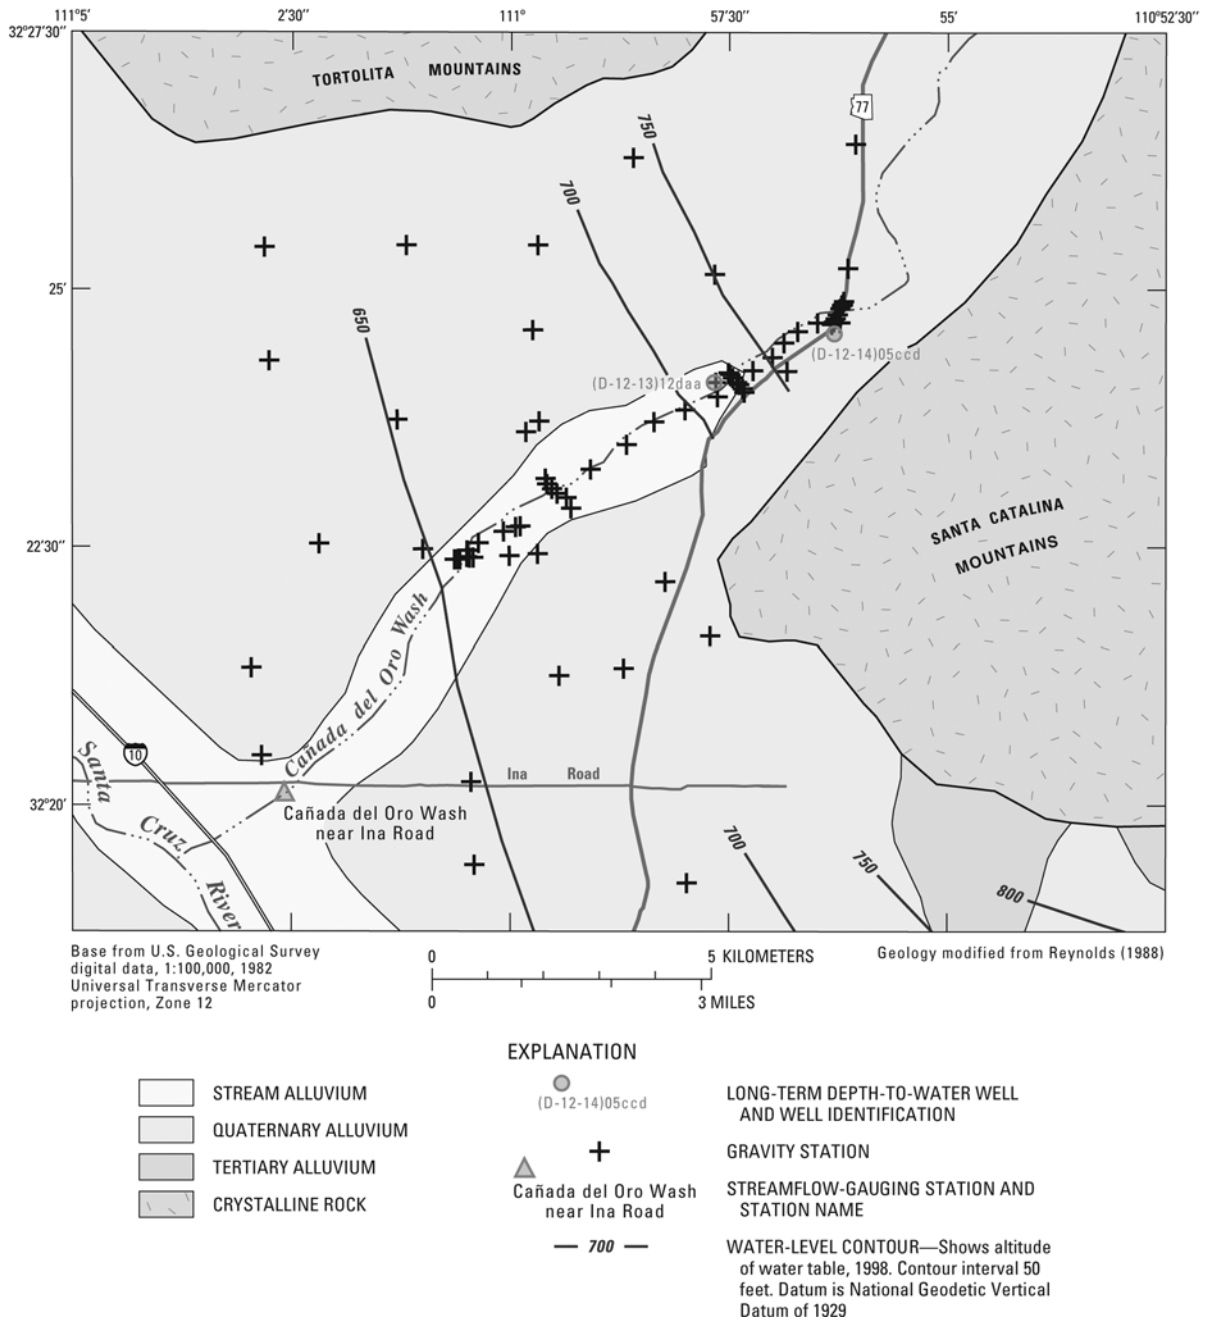 111°5′
2′30″
111°
57′30″
55′
110°52′30″
32°27′30″
TORTOLITA MOUNTAINS
77
750
700
25′
650
(D-12-14)05ccd
(D-12-13)12daa
SANTA CATALINA
MOUNTAINS
22′30″
Cañada del Oro Wash
10
Santa
Ina Road
32°20′
Cañada del Oro Wash
near Ina Road
Cruz
River
700
750
800
Base from U.S. Geological Survey
digital data, 1:100,000, 1982
Universal Transverse Mercator
projection, Zone 12
0 5 KILOMETERS
0 3 MILES
Geology modified from Reynolds (1988)
EXPLANATION
STREAM ALLUVIUM
QUATERNARY ALLUVIUM
TERTIARY ALLUVIUM
CRYSTALLINE ROCK
(D-12-14)05ccd
Cañada del Oro Wash
near Ina Road
700
LONG-TERM DEPTH-TO-WATER WELL
AND WELL IDENTIFICATION
GRAVITY STATION
STREAMFLOW-GAUGING STATION AND
STATION NAME
WATER-LEVEL CONTOUR—Shows altitude
of water table, 1998. Contour interval 50
feet. Datum is National Geodetic Vertical
Datum of 1929